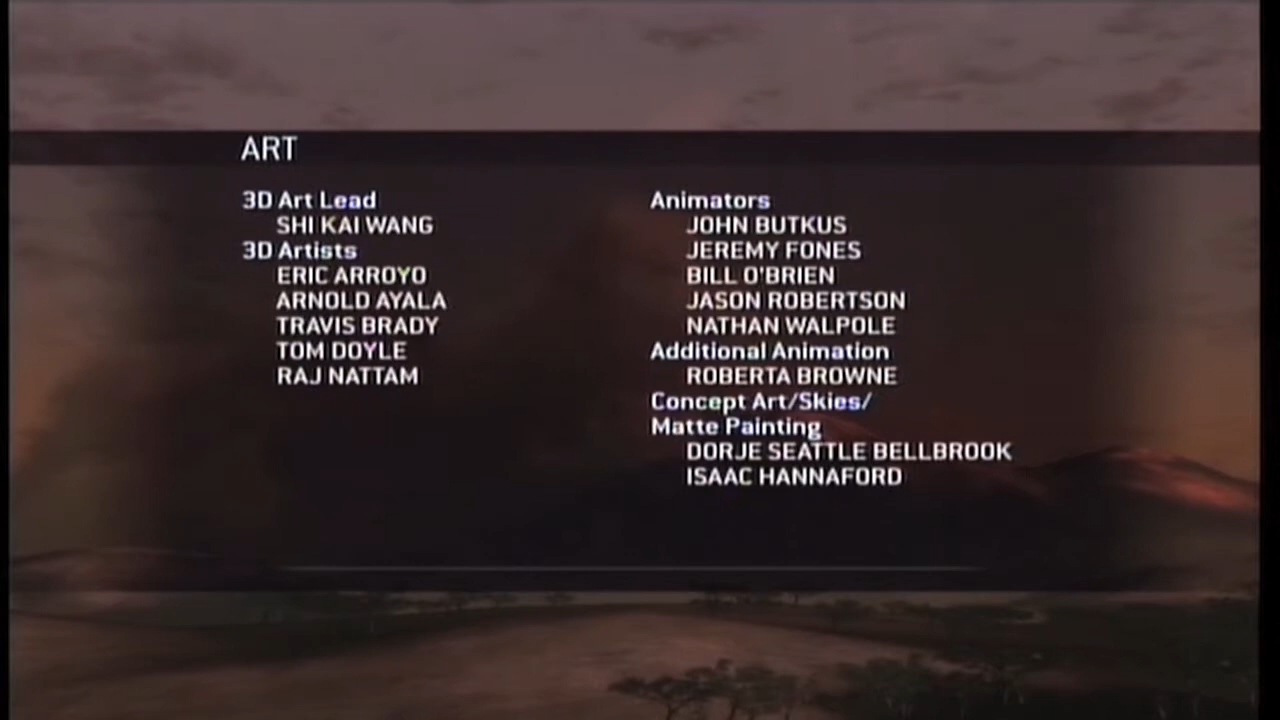 ART
3D Art Lead
SHI KAI WANG
3D Artists
ERIC ARROYO
ARNOLD AYALA
TRAVIS BRADY
TOM DOYLE
RAJ NATTAM
Animators
JOHN BUTKUS
JEREMY FONES
BILL O'BRIEN
JASON ROBERTSON
NATHAN WALPOLE
Additional Animation
ROBERTA BROWNE
Concept Art/Skies/
Matte Painting
DORJE SEATTLE BELLBROOK
ISAAC HANNAFORD